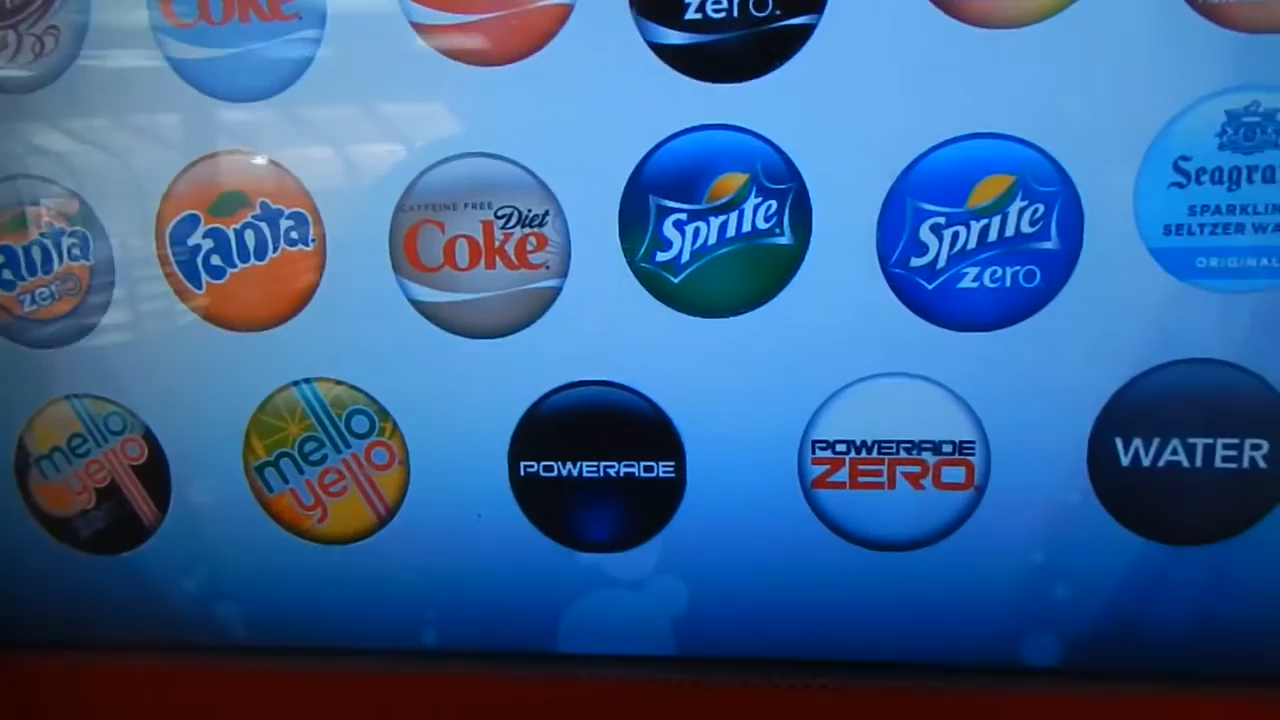 Coke
zero.
anta
zero
Fanta
CAFFEINE FREE
Diet
Coke
Sprite
Sprite
zero
Seagra
SPARKLIN
SELTZER WA
ORIGINAL
mello
yello
mello
yello
POWERADE
POWERADE
ZERO
WATER